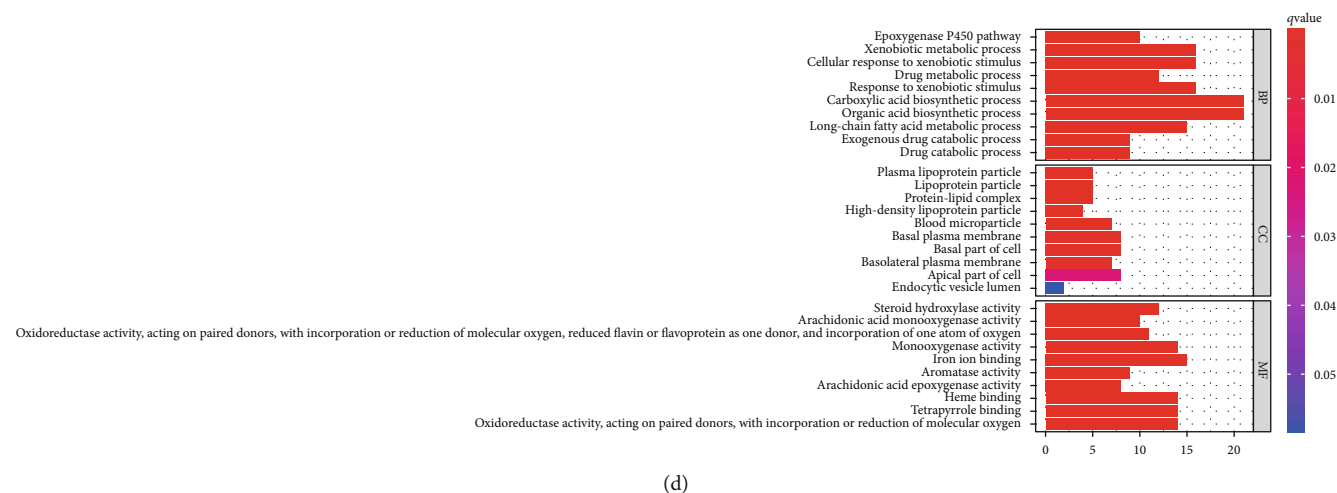 qvalue
Epoxygenase P450 pathway
Xenobiotic metabolic process
Cellular response to xenobiotic stimulus
Drug metabolic process
Response to xenobiotic stimulus
Carboxylic acid biosynthetic process
Organic acid biosynthetic process
Long-chain fatty acid metabolic process
Exogenous drug catabolic process
Drug catabolic process
BP
Plasma lipoprotein particle
Lipoprotein particle
Protein-lipid complex
High-density lipoprotein particle
Blood microparticle
Basal plasma membrane
Basal part of cell
Basolateral plasma membrane
Apical part of cell
Endocytic vesicle lumen
CC
Steroid hydroxylase activity
Arachidonic acid monooxygenase activity
Oxidoreductase activity, acting on paired donors, with incorporation or reduction of molecular oxygen, reduced flavin or flavoprotein as one donor, and incorporation of one atom of oxygen
Monooxygenase activity
Iron ion binding
Aromatase activity
Arachidonic acid epoxygenase activity
Heme binding
Tetrapyrrole binding
Oxidoreductase activity, acting on paired donors, with incorporation or reduction of molecular oxygen
MF
0 5 10 15 20
0.01
0.02
0.03
0.04
0.05
(d)